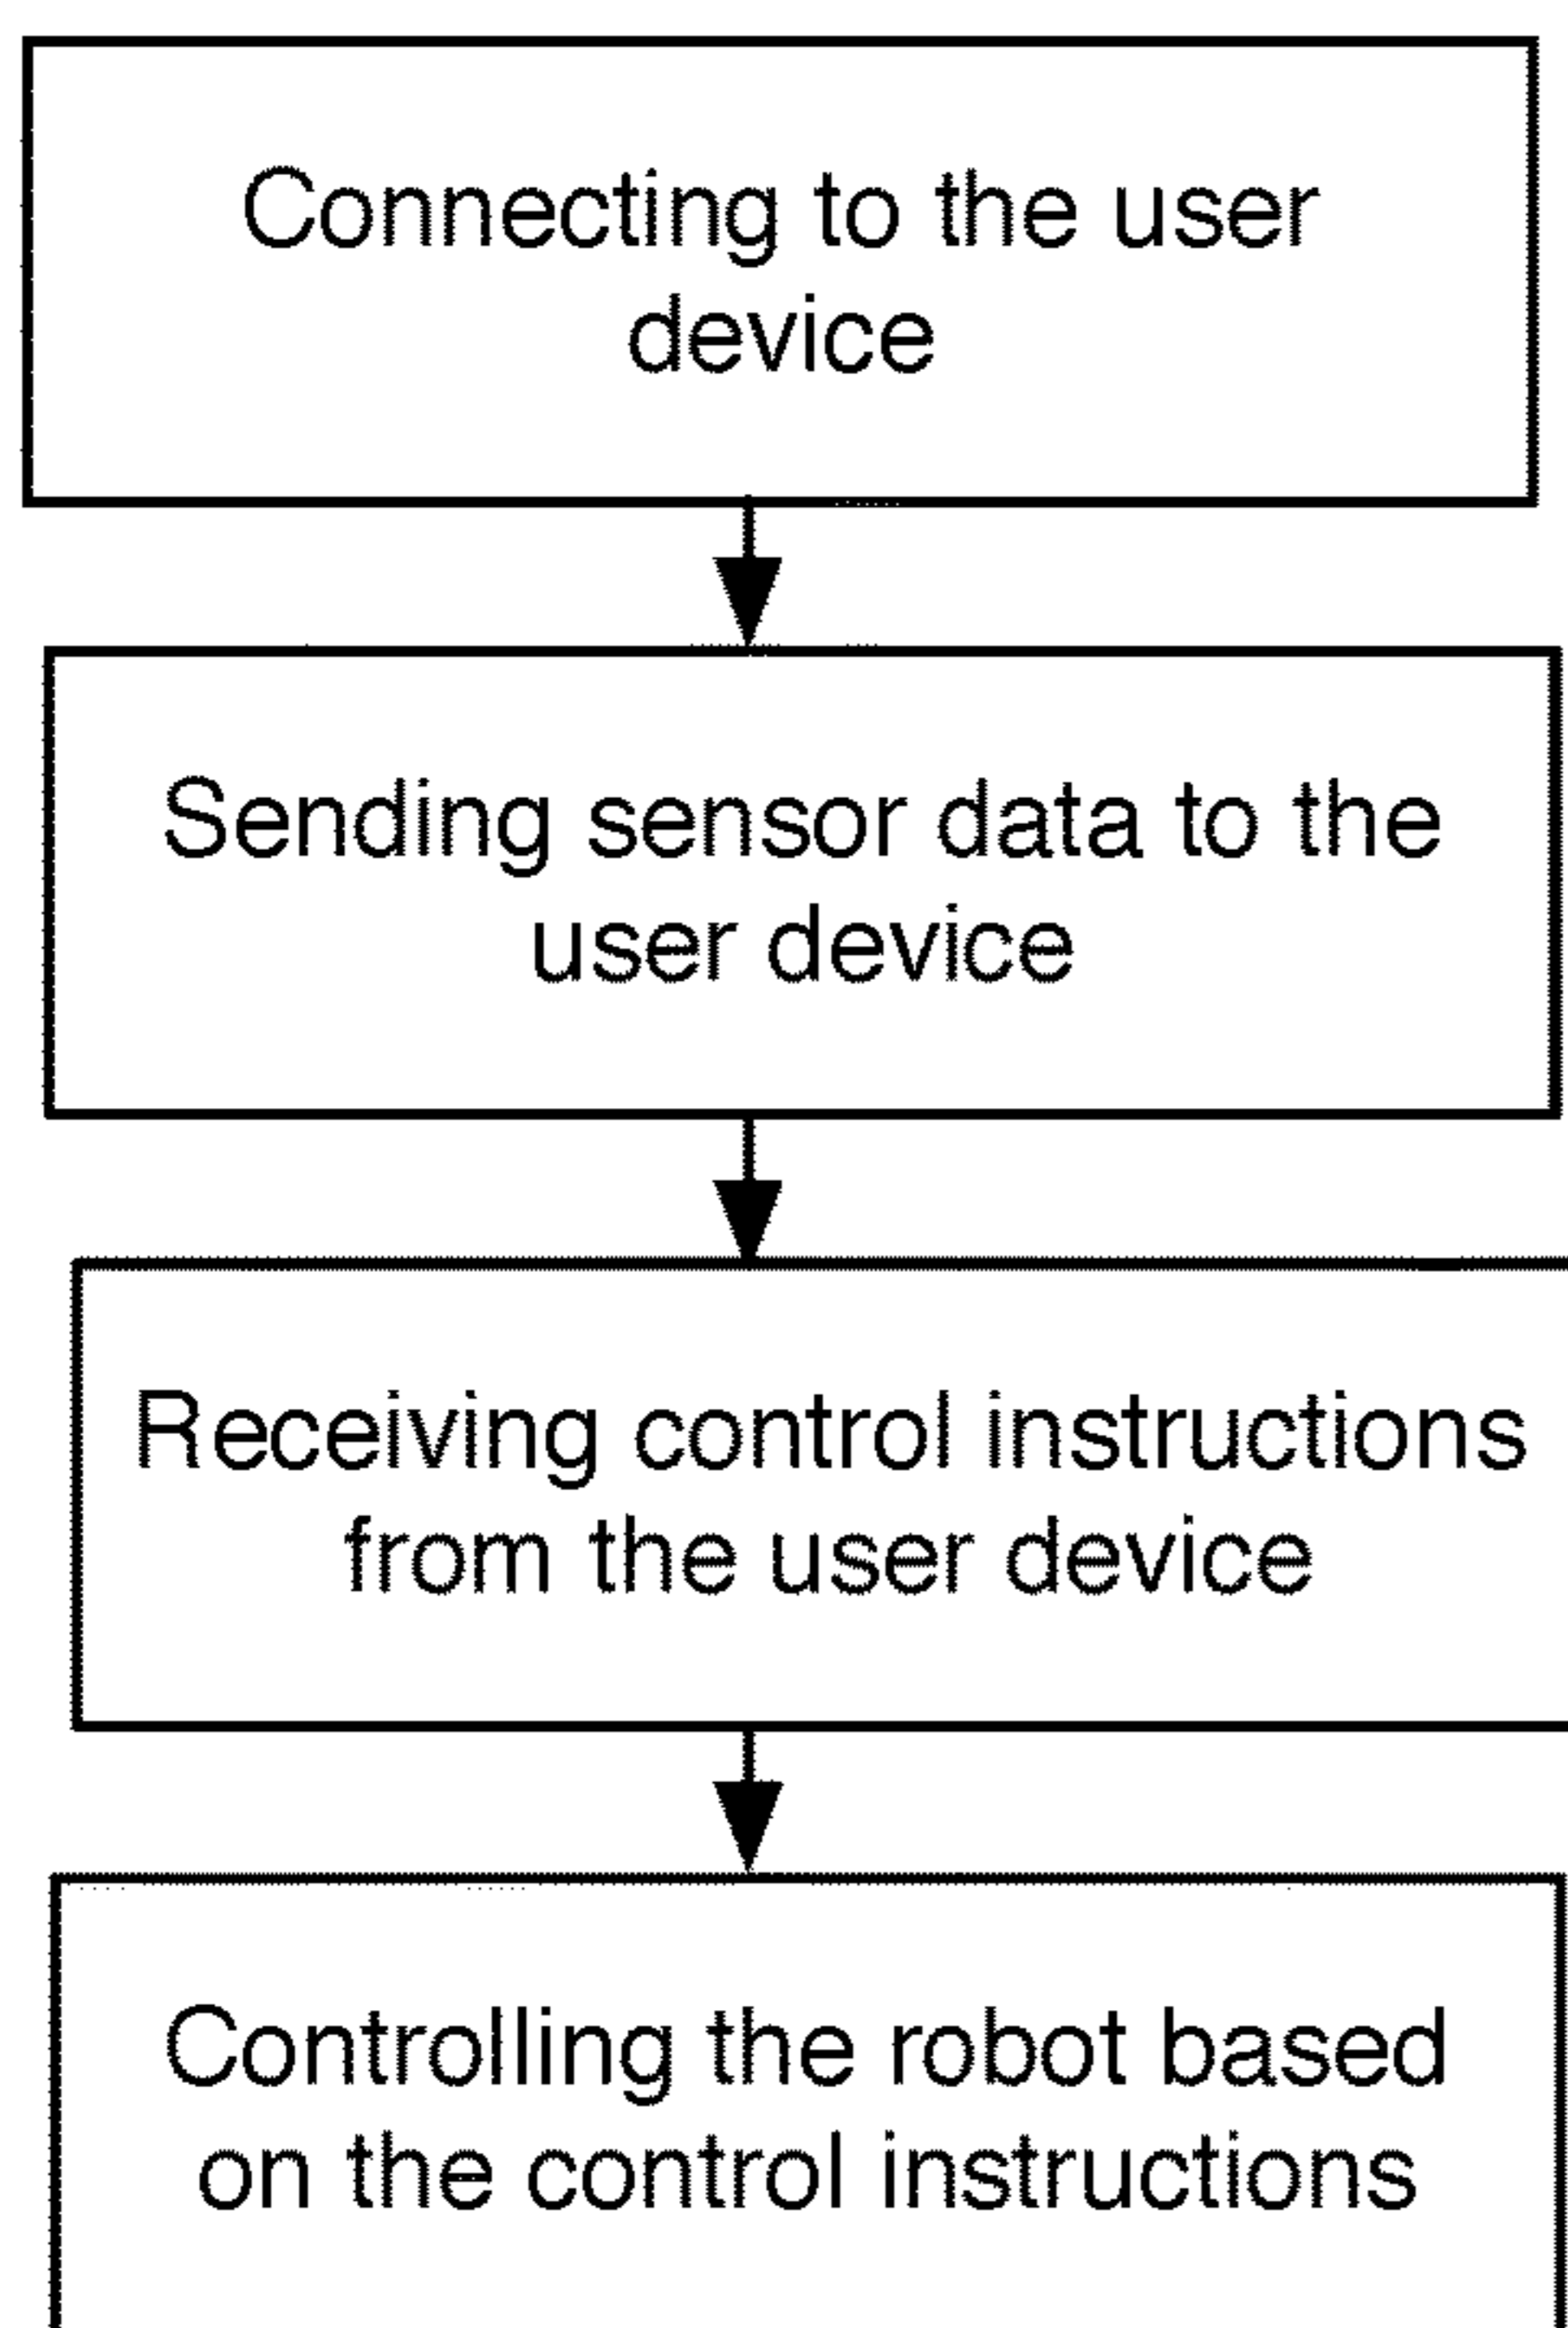 Connecting to the user
device
Sending sensor data to the
user device
Receiving control instructions
from the user device
Controlling the robot based
on the control instructions